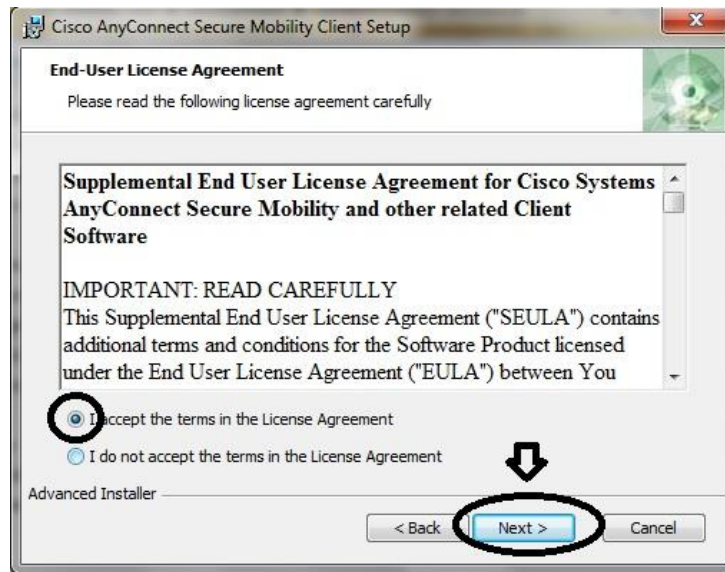 Cisco AnyConnect Secure Mobility Client Setup
End-User License Agreement
Please read the following license agreement carefully
Supplemental End User License Agreement for Cisco Systems
AnyConnect Secure Mobility and other related Client
Software
IMPORTANT: READ CAREFULLY
This Supplemental End User License Agreement ("SEULA") contains
additional terms and conditions for the Software Product licensed
under the End User License Agreement ("EULA") between You
I accept the terms in the License Agreement
I do not accept the terms in the License Agreement
Advanced Installer
< Back Next > Cancel